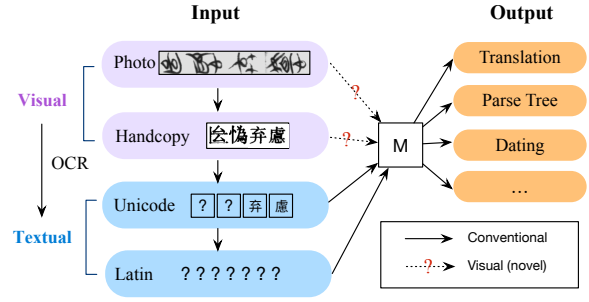 Input
Output
Photo
Translation
Visual
?
Parse Tree
Handcopy 弃慮
?
M
Dating
OCR
Unicode ? ? 弃 慮
...
Textual
Conventional
Latin ? ? ? ? ? ? ?
? Visual (novel)